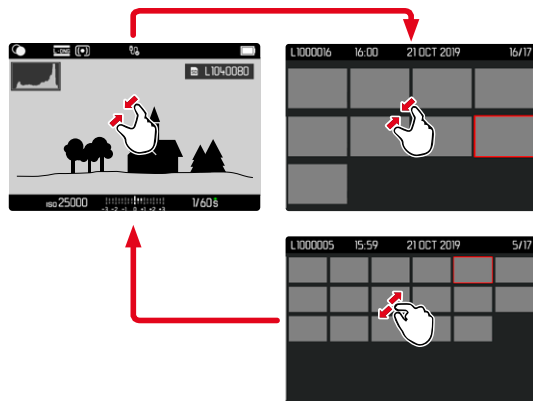 L-DNG
L1040080
ISO 25000
-3 -2 -1 0 +1 +2 +3
1/60s
L1000016 16:00 21 OCT 2019 16/17
L1000005 15:59 21 OCT 2019 5/17